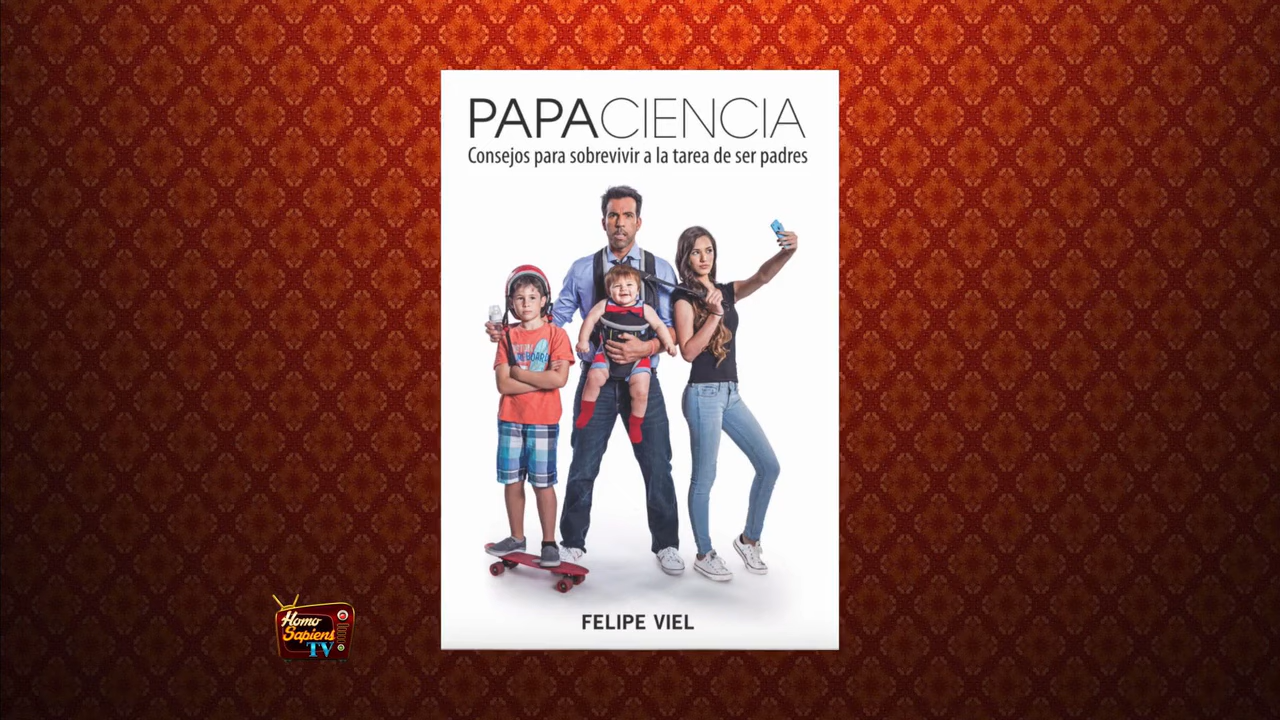 PAPACIENCIA
Consejos para sobrevivir a la tarea de ser padres
FELIPE VIEL
Homo
Sapiens
TV